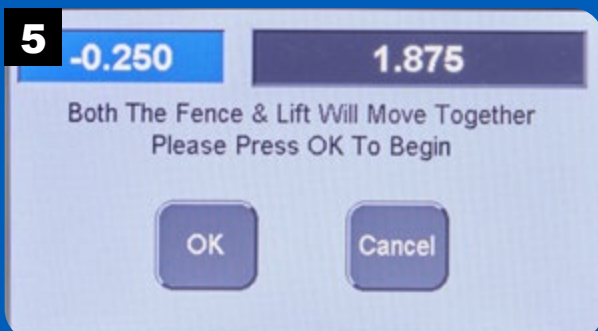 5
-0.250 1.875
Both The Fence & Lift Will Move Together
Please Press OK To Begin
OK Cancel